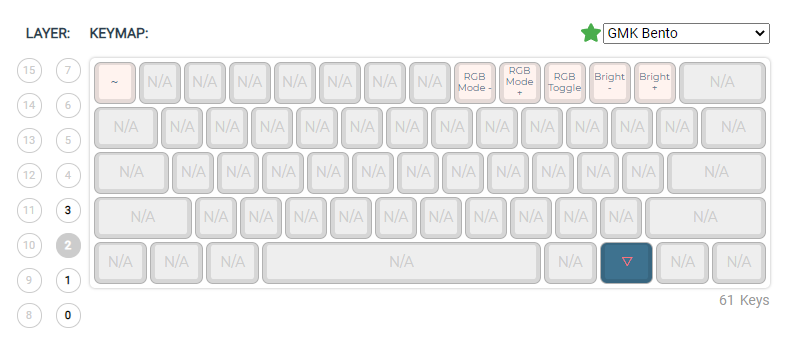 LAYER: KEYMAP: GMK Bento
15 7 ~ N/A N/A N/A N/A N/A N/A N/A RGB Mode - RGB Mode + RGB Toggle Bright - Bright + N/A
14 6 N/A N/A N/A N/A N/A N/A N/A N/A N/A N/A N/A N/A N/A N/A
13 5
12 4 N/A N/A N/A N/A N/A N/A N/A N/A N/A N/A N/A N/A N/A
11 3 N/A N/A N/A N/A N/A N/A N/A N/A N/A N/A N/A N/A
10 2 N/A N/A N/A N/A N/A ▽ N/A N/A
9 1
61 Keys
8 0